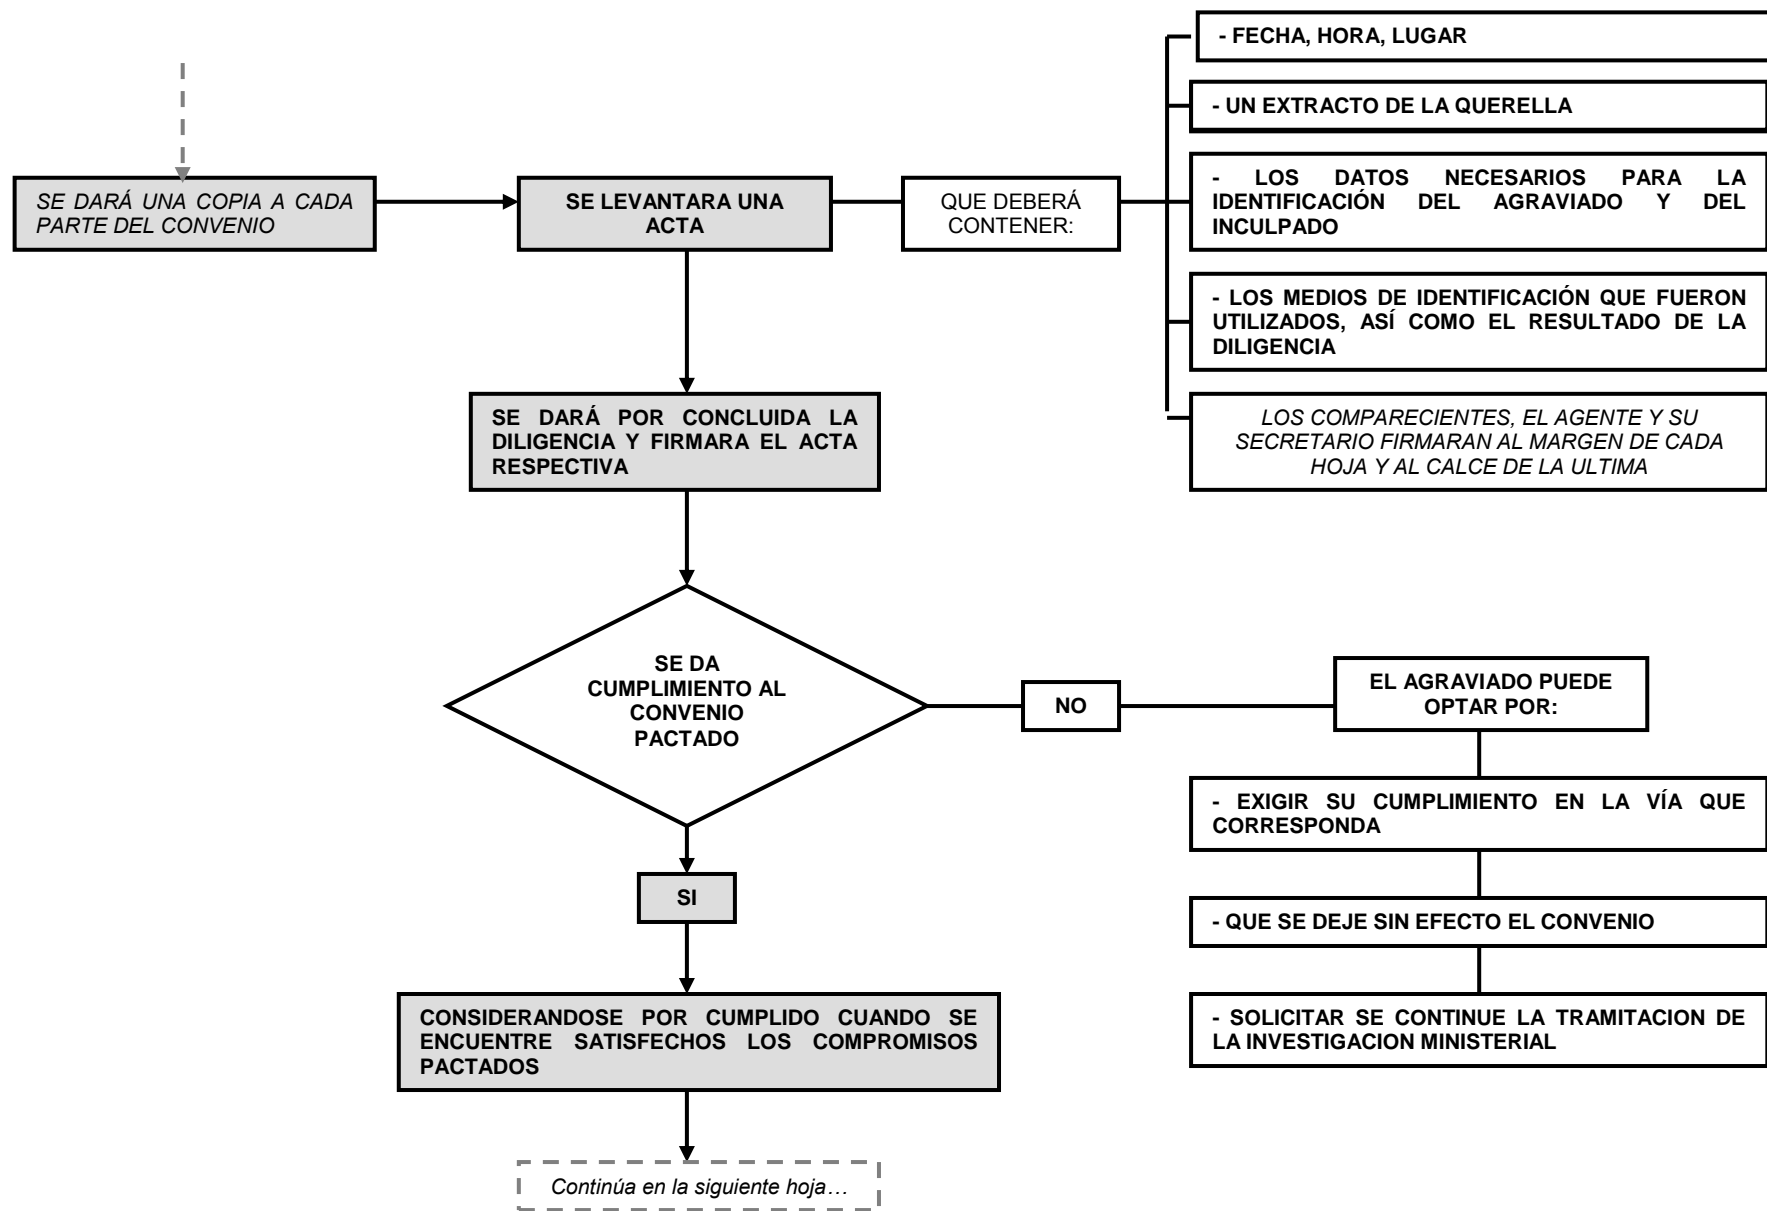 - FECHA, HORA, LUGAR
- UN EXTRACTO DE LA QUERELLA
SE DARÁ UNA COPIA A CADA
PARTE DEL CONVENIO
SE LEVANTARA UNA
ACTA
QUE DEBERÁ
CONTENER:
- LOS DATOS NECESARIOS PARA LA
IDENTIFICACIÓN DEL AGRAVIADO Y DEL
INCULPADO
- LOS MEDIOS DE IDENTIFICACIÓN QUE FUERON
UTILIZADOS, ASÍ COMO EL RESULTADO DE LA
DILIGENCIA
LOS COMPARECIENTES, EL AGENTE Y SU
SECRETARIO FIRMARAN AL MARGEN DE CADA
HOJA Y AL CALCE DE LA ULTIMA
SE DARÁ POR CONCLUIDA LA
DILIGENCIA Y FIRMARA EL ACTA
RESPECTIVA
SE DA
CUMPLIMIENTO AL
CONVENIO
PACTADO
NO
EL AGRAVIADO PUEDE
OPTAR POR:
- EXIGIR SU CUMPLIMIENTO EN LA VÍA QUE
CORRESPONDA
- QUE SE DEJE SIN EFECTO EL CONVENIO
- SOLICITAR SE CONTINUE LA TRAMITACION DE
LA INVESTIGACION MINISTERIAL
SI
CONSIDERANDOSE POR CUMPLIDO CUANDO SE
ENCUENTRE SATISFECHOS LOS COMPROMISOS
PACTADOS
Continúa en la siguiente hoja…